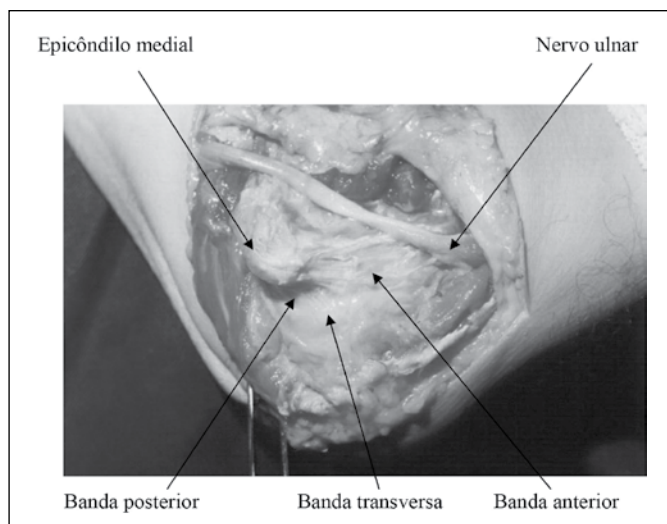 Epicôndilo medial
Nervo ulnar
Banda posterior
Banda transversa
Banda anterior